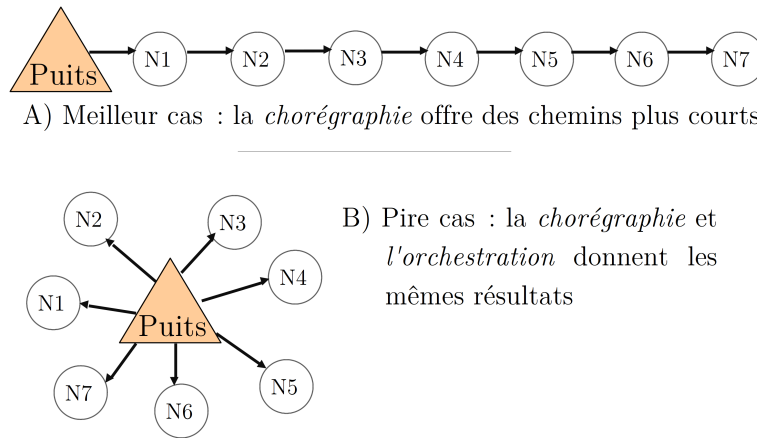 Puits N1 N2 N3 N4 N5 N6 N7
A) Meilleur cas : la chorégraphie offre des chemins plus courts
N2 N3
B) Pire cas : la chorégraphie et
l'orchestration donnent les
mêmes résultats
N4
N1
Puits
N7 N6 N5